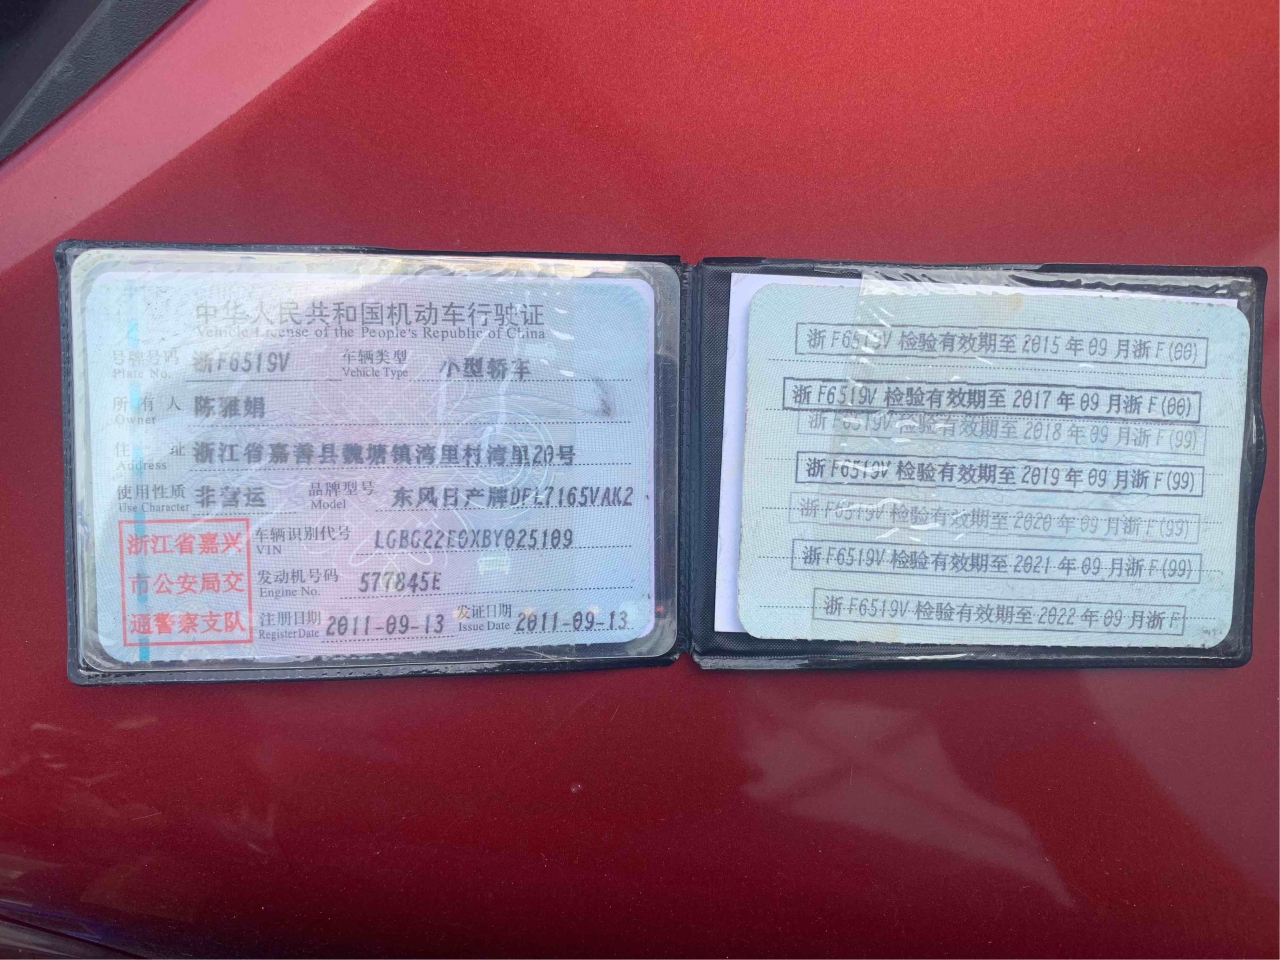 中华人民共和国机动车行驶证
Vehicle License of the People's Republic of China
号牌号码 浙F6519V 车辆类型 小型轿车
Plate No. Vehicle Type
所有人 陈雅娟
Owner
住址 浙江省嘉善县魏塘镇湾里村湾里20号
Address
使用性质 非营运 品牌型号 东风日产牌DFL7165VAK2
Use Character Model
浙江省嘉兴
市公安局交
通警察支队
车辆识别代号 LGBG22E0XBY025109
VIN
发动机号码 577845E
Engine No.
注册日期 2011-09-13 发证日期 2011-09-13
Register Date Issue Date
浙F6519V 检验有效期至 2015年09月浙F(00)
浙F6519V 检验有效期至 2017年09月浙F(00)
浙F6519V 检验有效期至 2018年09月浙F(99)
浙F6519V 检验有效期至 2019年09月浙F(99)
浙F6519V 检验有效期至 2020年09月浙F(99)
浙F6519V 检验有效期至 2021年09月浙F(99)
浙F6519V 检验有效期至 2022年09月浙F